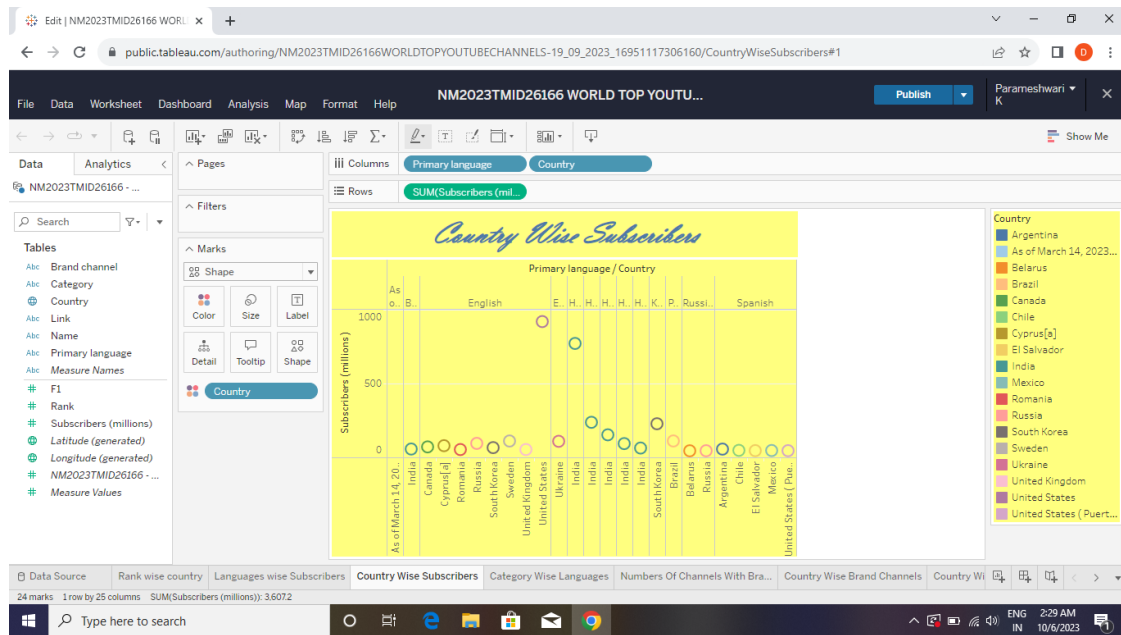 Edit | NM2023TMID26166 WORL
public.tableau.com/authoring/NM2023TMID26166WORLDTOPYOUTUBECHANNELS-19_09_2023_16951117306160/CountryWiseSubscribers#1
D
NM2023TMID26166 WORLD TOP YOUTU...
Publish
Parameshwari
K
File Data Worksheet Dashboard Analysis Map Format Help
Show Me
Data Analytics
Pages
Columns Primary language Country
NM2023TMID26166 - ...
Rows SUM(Subscribers (mil...
Search
Filters
Tables
Abc Brand channel
Abc Category
Country
Abc Link
Abc Name
Abc Primary language
Abc Measure Names
# F1
# Rank
# Subscribers (millions)
Latitude (generated)
Longitude (generated)
# NM2023TMID26166 - ...
# Measure Values
Marks
Shape
Color Size Label
Detail Tooltip Shape
Country
Country Wise Subscribers
Primary language / Country
As
o.. B.. English E.. H.. H.. H.. H.. H.. K.. P.. Russi.. Spanish
Subscribers (millions)
1000
500
0
As of March 14, 20..
India
Canada
Cyprus[a]
Romania
Russia
South Korea
Sweden
United Kingdom
United States
Ukraine
India
India
India
India
India
South Korea
Brazil
Belarus
Russia
Argentina
Chile
El Salvador
Mexico
United States ( Pue..
Country
Argentina
As of March 14, 2023...
Belarus
Brazil
Canada
Chile
Cyprus[a]
El Salvador
India
Mexico
Romania
Russia
South Korea
Sweden
Ukraine
United Kingdom
United States
United States ( Puert...
Data Source Rank wise country Languages wise Subscribers Country Wise Subscribers Category Wise Languages Numbers Of Channels With Bra... Country Wise Brand Channels Country Wi
24 marks 1 row by 25 columns SUM(Subscribers (millions)): 3,607.2
Type here to search
ENG
IN
2:29 AM
10/6/2023